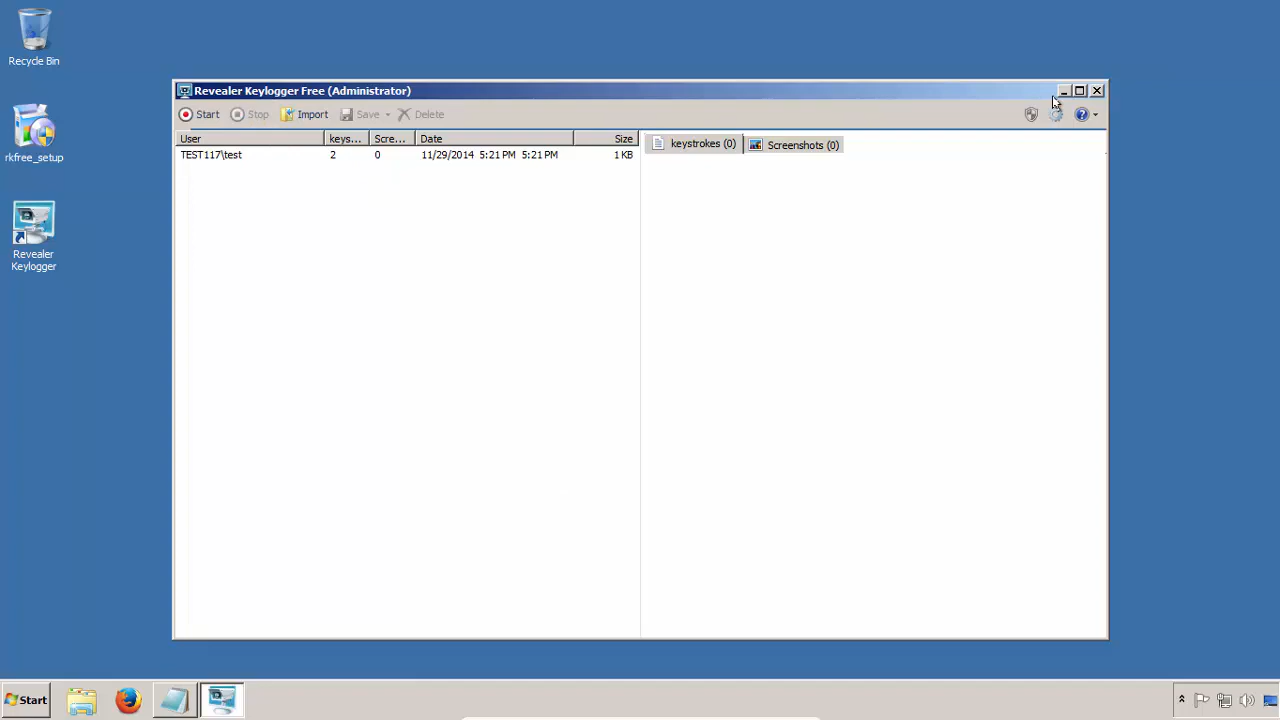 Recycle Bin
rkfree_setup
Revealer
Keylogger
Revealer Keylogger Free (Administrator)
Start Stop Import Save Delete
User keys... Scre... Date Size
TEST117\test 2 0 11/29/2014 5:21 PM 5:21 PM 1 KB
keystrokes (0) Screenshots (0)
Start